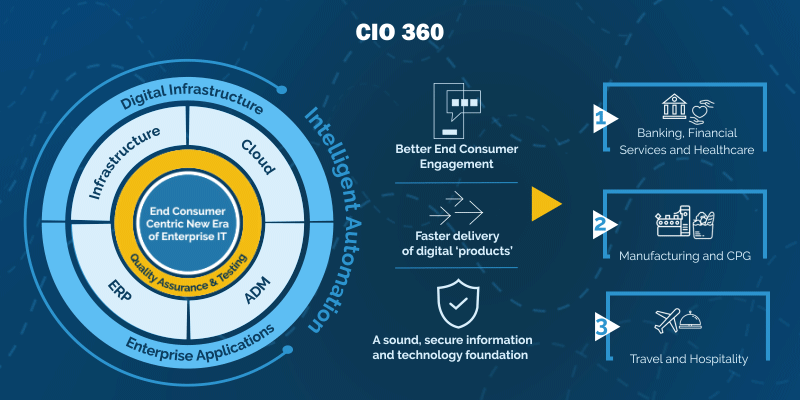 CIO 360
Digital Infrastructure
Infrastructure
Cloud
End Consumer
Centric New Era
of Enterprise IT
Quality Assurance & Testing
ERP
ADM
Enterprise Applications
Intelligent Automation
Better End Consumer
Engagement
Faster delivery
of digital ‘products’
A sound, secure information
and technology foundation
1
Banking, Financial
Services and Healthcare
2
Manufacturing and CPG
3
Travel and Hospitality